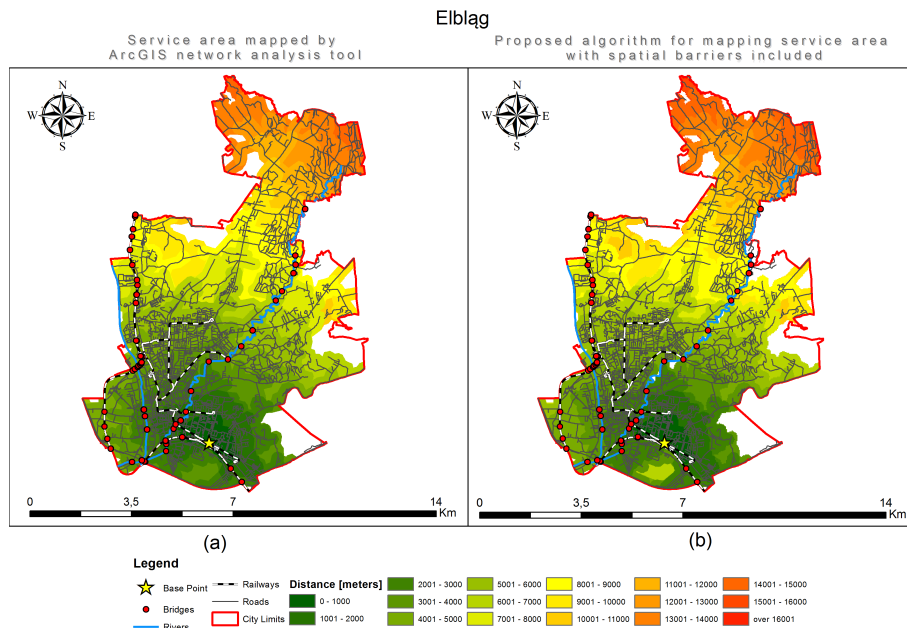 Elbląg
Service area mapped by
ArcGIS network analysis tool
Proposed algorithm for mapping service area
with spatial barriers included
N
W E
S
N
W E
S
0 3,5 7 14
Km
0 3,5 7 14
Km
(a)
(b)
Legend
Base Point
Bridges
Rivers
Railways
Roads
City Limits
Distance [meters]
0 - 1000
1001 - 2000
2001 - 3000
3001 - 4000
4001 - 5000
5001 - 6000
6001 - 7000
7001 - 8000
8001 - 9000
9001 - 10000
10001 - 11000
11001 - 12000
12001 - 13000
13001 - 14000
14001 - 15000
15001 - 16000
over 16001